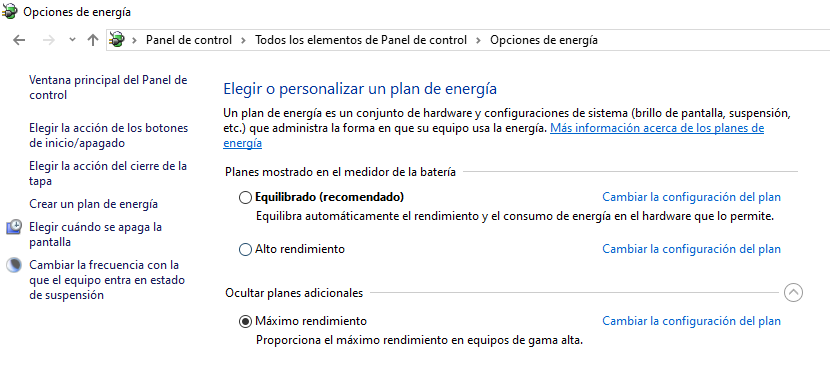 Opciones de energía
Panel de control > Todos los elementos de Panel de control > Opciones de energía
Ventana principal del Panel de
control
Elegir la acción de los botones
de inicio/apagado
Elegir la acción del cierre de la
tapa
Crear un plan de energía
Elegir cuándo se apaga la
pantalla
Cambiar la frecuencia con la
que el equipo entra en estado
de suspensión
Elegir o personalizar un plan de energía
Un plan de energía es un conjunto de hardware y configuraciones de sistema (brillo de pantalla, suspensión,
etc.) que administra la forma en que su equipo usa la energía. Más información acerca de los planes de
energía
Planes mostrado en el medidor de la batería
Equilibrado (recomendado) Cambiar la configuración del plan
Equilibra automáticamente el rendimiento y el consumo de energía en el hardware que lo permite.
Alto rendimiento Cambiar la configuración del plan
Ocultar planes adicionales
Máximo rendimiento Cambiar la configuración del plan
Proporciona el máximo rendimiento en equipos de gama alta.